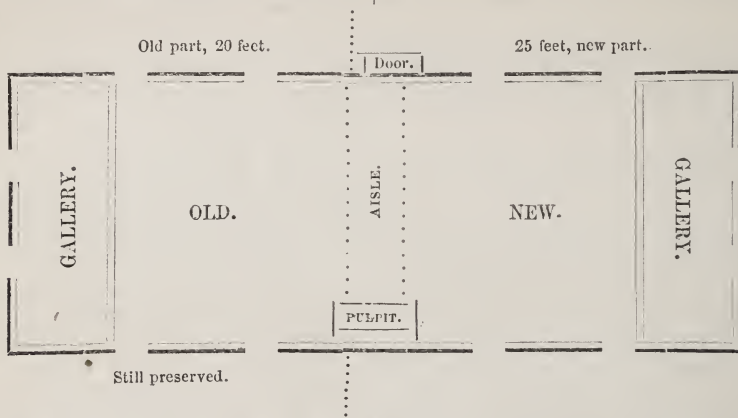 Old part, 20 feet.
25 feet, new part.
Door.
GALLERY.
OLD.
AISLE.
NEW.
GALLERY.
PULPIT.
Still preserved.